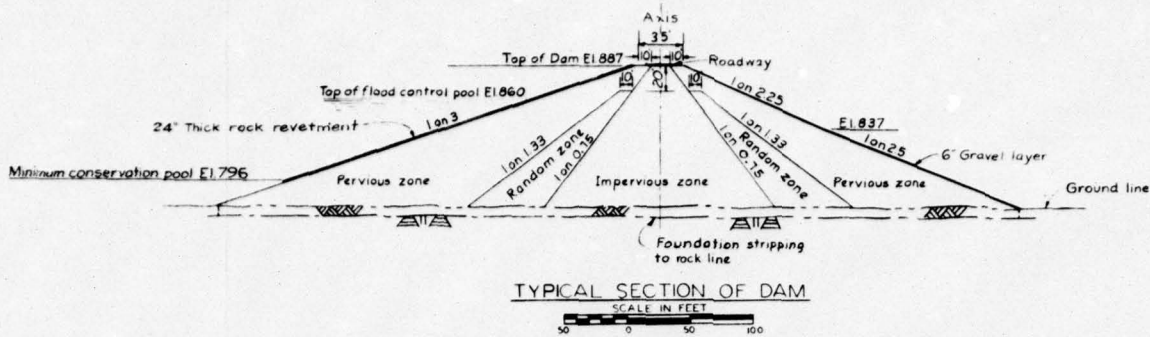 Axis
35'
Top of Dam El.887
10
10
Roadway
20
10
10
Top of flood control pool El.860
1 on 2.25
24" Thick rock revetment
1 on 3
1 on 1.33
1 on 0.75
Random zone
1 on 0.75
1 on 1.33
Random zone
El.837
1 on 2.5
6" Gravel layer
Minimum conservation pool El.796
Pervious zone
Impervious zone
Pervious zone
Ground line
Foundation stripping
to rock line
TYPICAL SECTION OF DAM
SCALE IN FEET
50 0 50 100